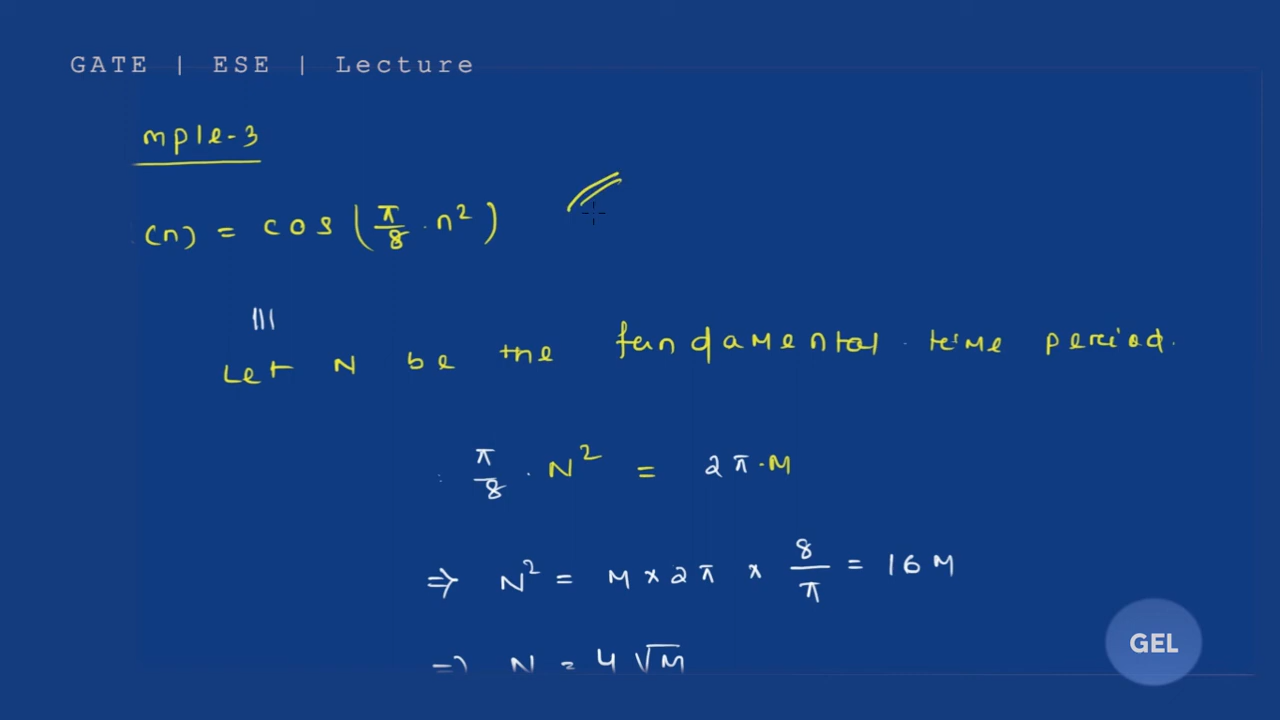 GATE | ESE | Lecture
mple-3
(n) = cos(π/8 · n²)
Let N be the fundamental time period.
π/8 · N² = 2π · M
⇒ N² = M × 2π × 8/π = 16 M
⇒ N = 4 √M
GEL